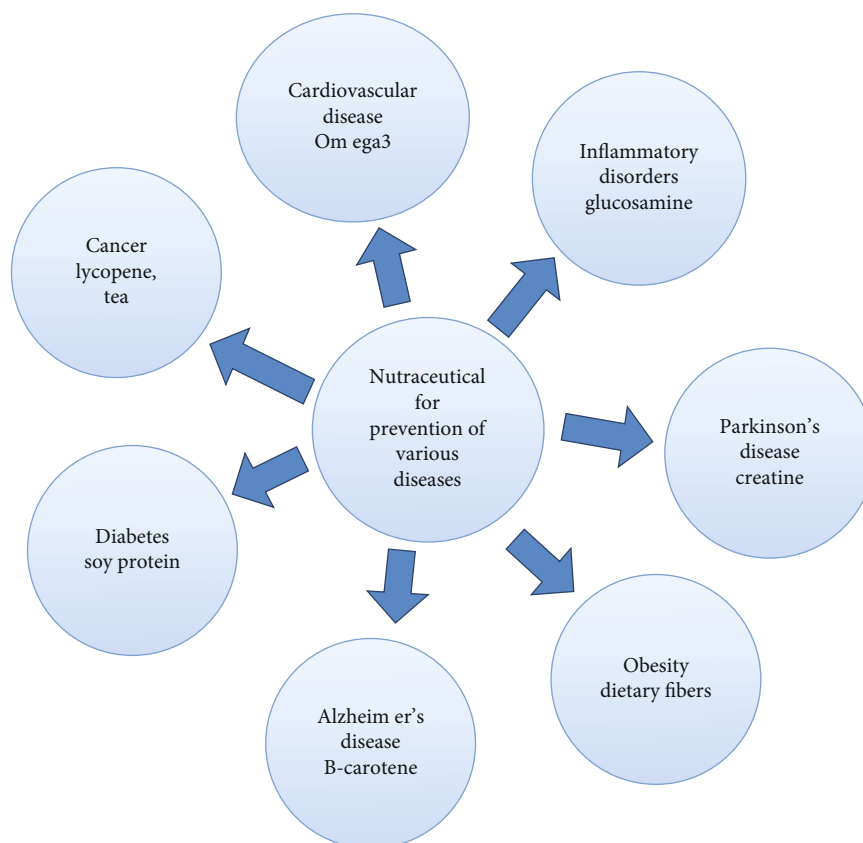 Cardiovascular
disease
Om ega3
Inflammatory
disorders
glucosamine
Cancer
lycopene,
tea
Nutraceutical
for
prevention of
various
diseases
Parkinson's
disease
creatine
Diabetes
soy protein
Obesity
dietary fibers
Alzheim er's
disease
B-carotene